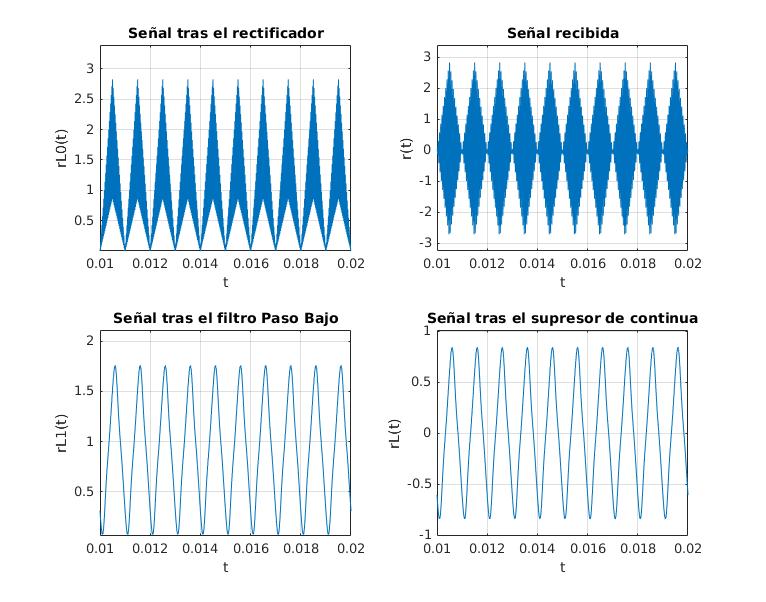 Señal tras el rectificador
rL0(t)
3
2.5
2
1.5
1
0.5
0.01 0.012 0.014 0.016 0.018 0.02
t
Señal recibida
r(t)
3
2
1
0
-1
-2
-3
0.01 0.012 0.014 0.016 0.018 0.02
t
Señal tras el filtro Paso Bajo
rL1(t)
2
1.5
1
0.5
0.01 0.012 0.014 0.016 0.018 0.02
t
Señal tras el supresor de continua
rL(t)
1
0.5
0
-0.5
-1
0.01 0.012 0.014 0.016 0.018 0.02
t